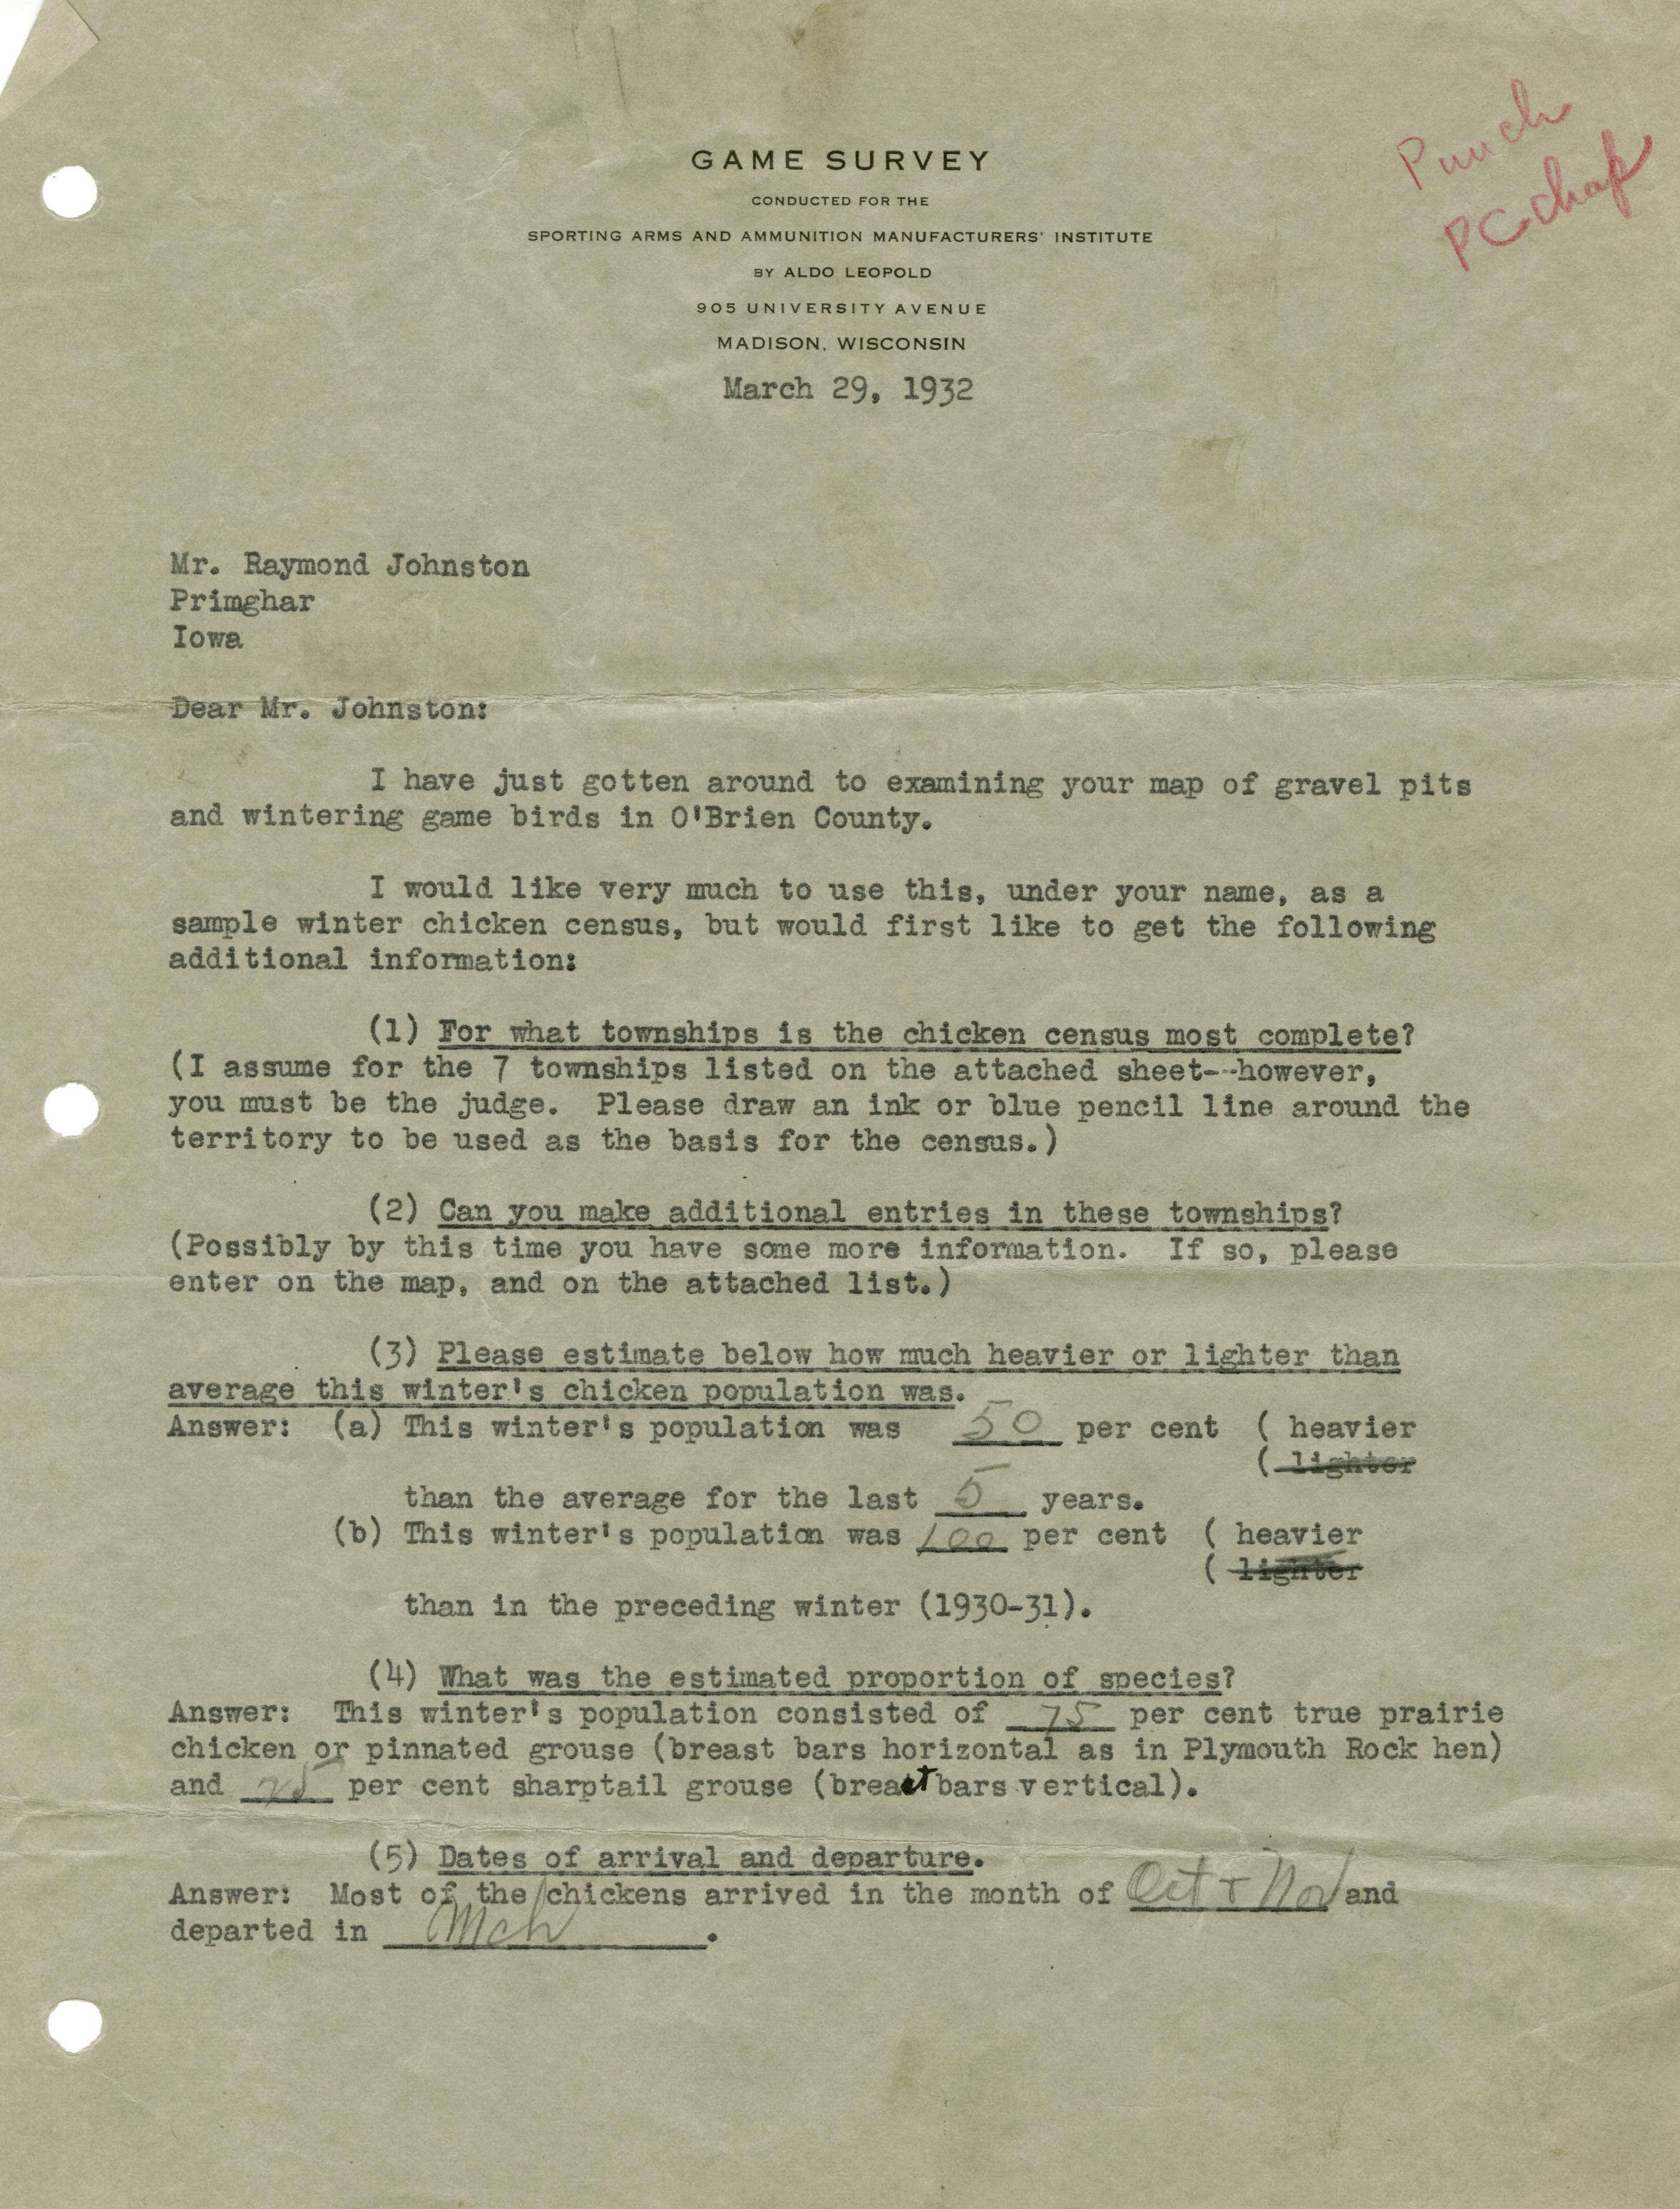 Punch
PC chap
GAME SURVEY
CONDUCTED FOR THE
SPORTING ARMS AND AMMUNITION MANUFACTURERS' INSTITUTE
BY ALDO LEOPOLD
905 UNIVERSITY AVENUE
MADISON, WISCONSIN
March 29, 1932
Mr. Raymond Johnston
Primghar
Iowa
Dear Mr. Johnston:
I have just gotten around to examining your map of gravel pits
and wintering game birds in O'Brien County.
I would like very much to use this, under your name, as a
sample winter chicken census, but would first like to get the following
additional information:
(1) For what townships is the chicken census most complete?
(I assume for the 7 townships listed on the attached sheet--however,
you must be the judge. Please draw an ink or blue pencil line around the
territory to be used as the basis for the census.)
(2) Can you make additional entries in these townships?
(Possibly by this time you have some more information. If so, please
enter on the map, and on the attached list.)
(3) Please estimate below how much heavier or lighter than
average this winter's chicken population was.
Answer: (a) This winter's population was 50 per cent ( heavier
( lighter
than the average for the last 5 years.
(b) This winter's population was 100 per cent ( heavier
( lighter
than in the preceding winter (1930-31).
(4) What was the estimated proportion of species?
Answer: This winter's population consisted of 75 per cent true prairie
chicken or pinnated grouse (breast bars horizontal as in Plymouth Rock hen)
and 25 per cent sharptail grouse (breast bars vertical).
(5) Dates of arrival and departure.
Answer: Most of the chickens arrived in the month of Oct + Nov and
departed in Mch .